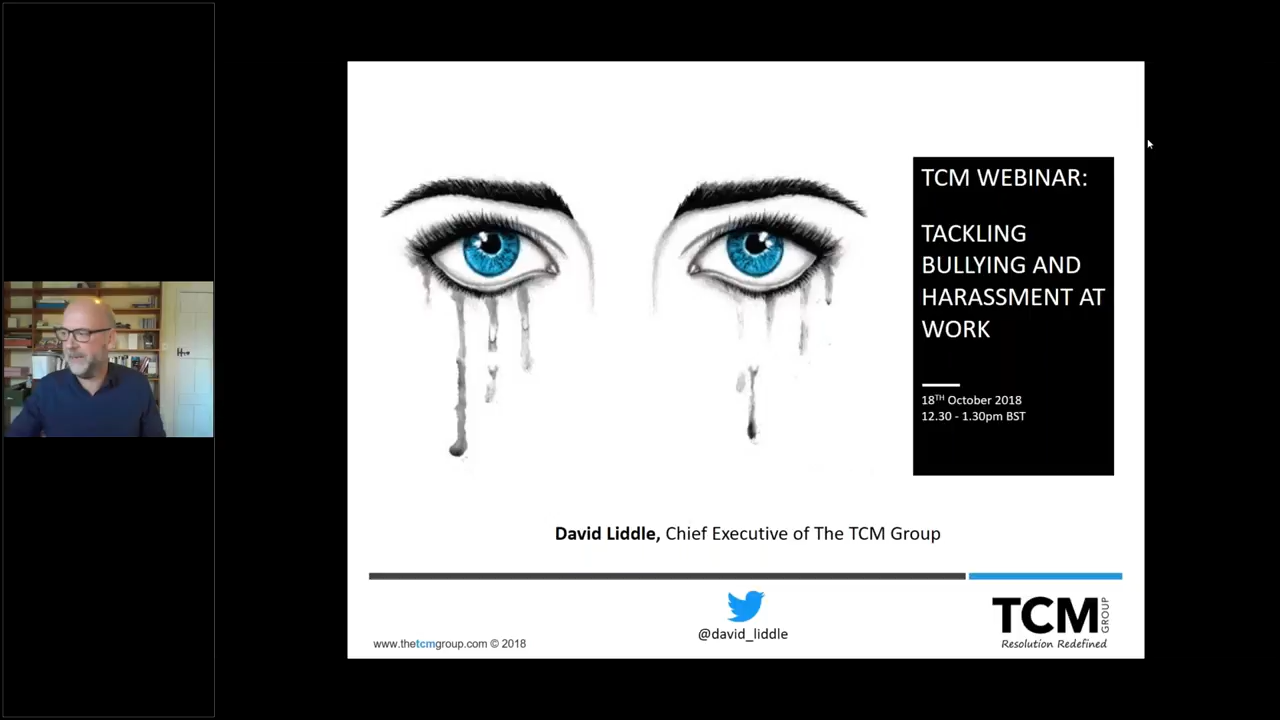 TCM WEBINAR:
TACKLING
BULLYING AND
HARASSMENT AT
WORK
18TH October 2018
12.30 - 1.30pm BST
David Liddle, Chief Executive of The TCM Group
@david_liddle
www.thetcmgroup.com © 2018
TCM GROUP
Resolution Redefined